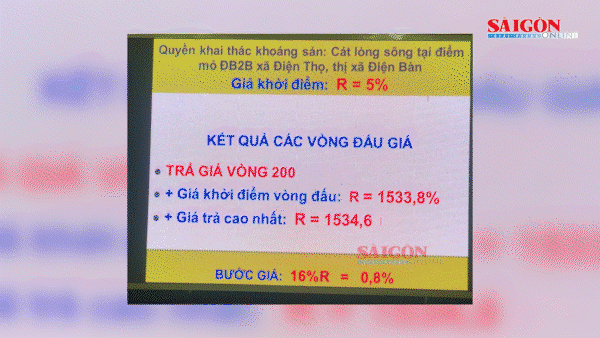 SÀIGÒN
ONLINE
Quyền khai thác khoáng sản: Cát lòng sông tại điểm
mỏ ĐB2B xã Điện Thọ, thị xã Điện Bàn
Giá khởi điểm: R = 5%
KẾT QUẢ CÁC VÒNG ĐẤU GIÁ
TRẢ GIÁ VÒNG 200
+ Giá khởi điểm vòng đấu: R = 1533,8%
+ Giá trả cao nhất: R = 1534,6
SAIGON
BƯỚC GIÁ: 16%R = 0,8%